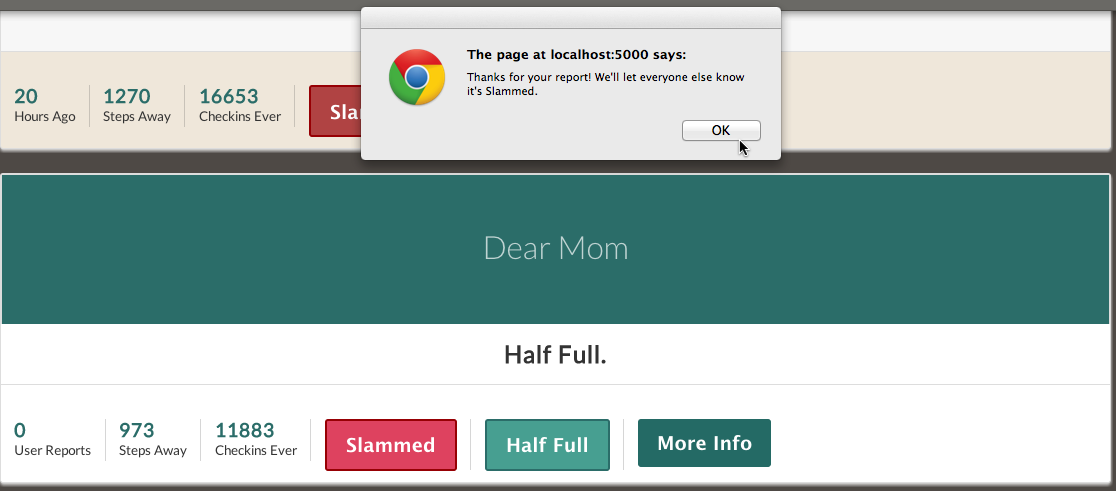 The page at localhost:5000 says:
Thanks for your report! We'll let everyone else know
it's Slammed.
OK
20 1270 16653
Hours Ago Steps Away Checkins Ever Sla
Dear Mom
Half Full.
0 973 11883
User Reports Steps Away Checkins Ever Slammed Half Full More Info